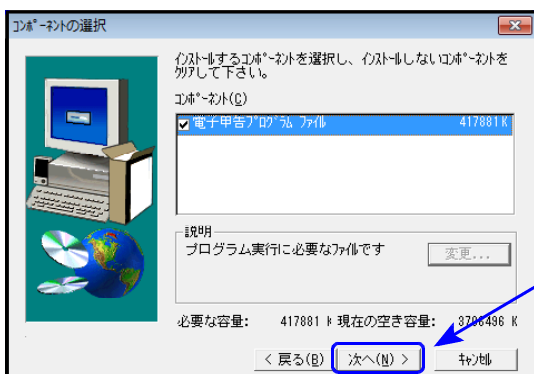 コンポーネントの選択
インストールするコンポーネントを選択し、インストールしないコンポーネントを
クリアして下さい。
コンポーネント(C)
電子申告プログラム ファイル 417881 K
説明
プログラム実行に必要なファイルです
変更...
必要な容量: 417881 K 現在の空き容量: 3706496 K
< 戻る(B) 次へ(N) > キャンセル